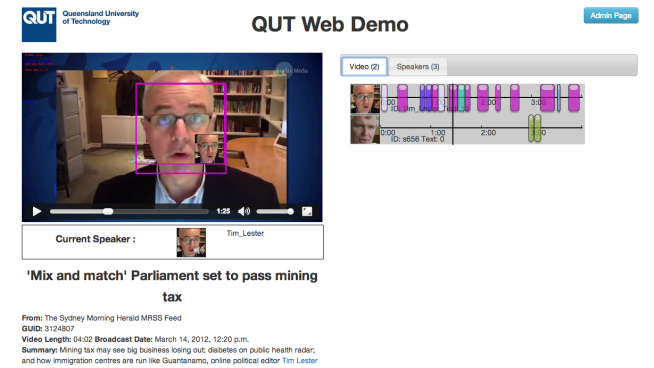 QUT
Queensland University
of Technology
QUT Web Demo
Admin Page
Media
1:25
Current Speaker :
Tim_Lester
'Mix and match' Parliament set to pass mining
tax
From: The Sydney Morning Herald MRSS Feed
GUID: 3124807
Video Length: 04:02 Broadcast Date: March 14, 2012, 12:20 p.m.
Summary: Mining tax may see big business losing out; diabetes on public health radar;
and how immigration centres are run like Guantanamo, online political editor Tim Lester
Video (2)
Speakers (3)
0:00 2:00 3:00
0:00 1:00 2:00 3:00
ID: s656 Text: 0